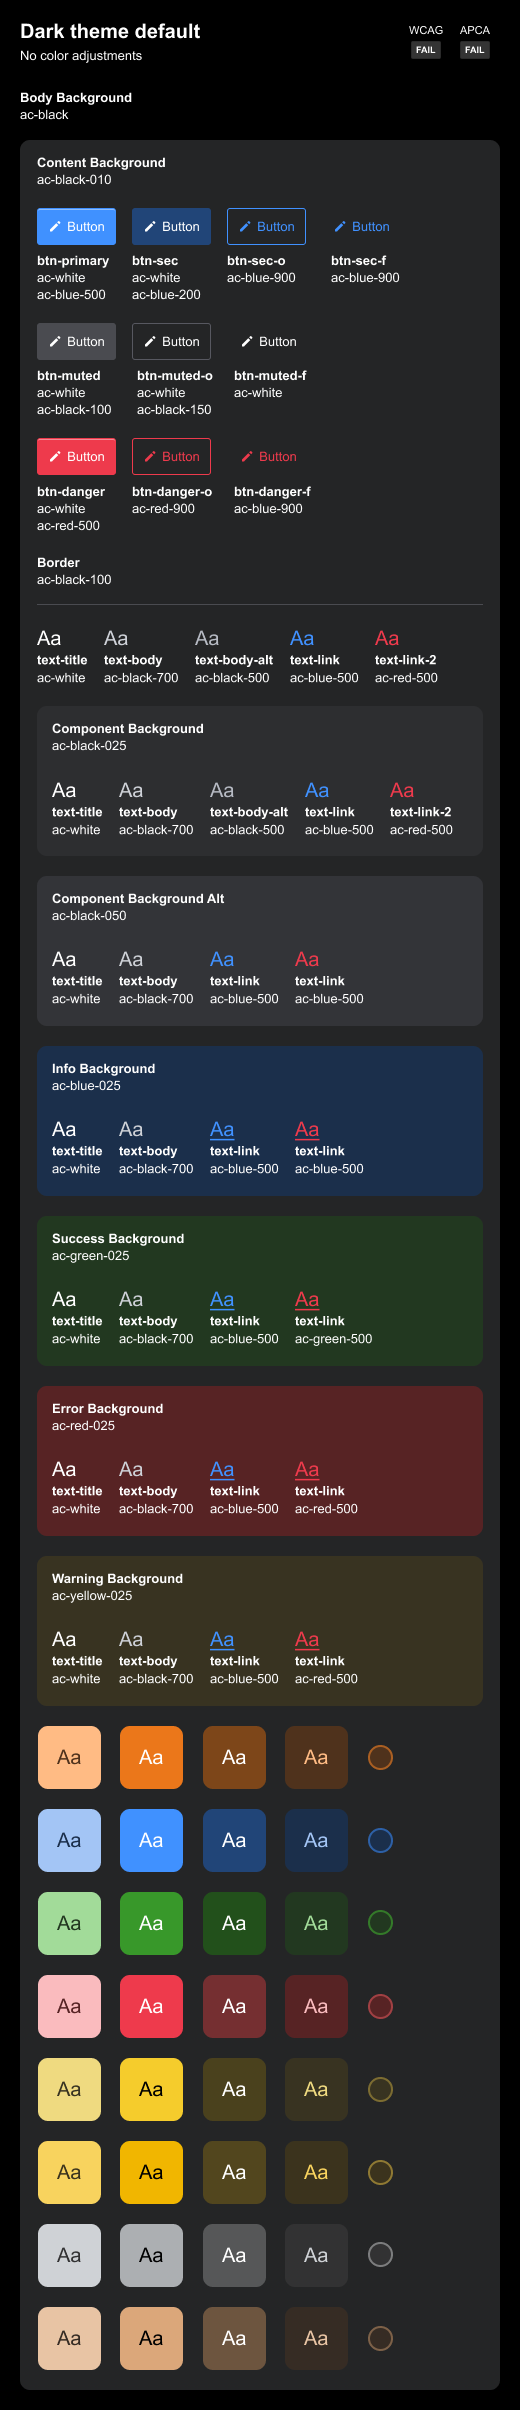 Dark theme default
WCAG APCA
No color adjustments
FAIL FAIL
Body Background
ac-black
Content Background
ac-black-010
Button Button Button Button
btn-primary btn-sec btn-sec-o btn-sec-f
ac-white ac-white ac-blue-900 ac-blue-900
ac-blue-500 ac-blue-200
Button Button Button
btn-muted btn-muted-o btn-muted-f
ac-white ac-white ac-white
ac-black-100 ac-black-150
Button Button Button
btn-danger btn-danger-o btn-danger-f
ac-white ac-red-900 ac-blue-900
ac-red-500
Border
ac-black-100
Aa Aa Aa Aa Aa
text-title text-body text-body-alt text-link text-link-2
ac-white ac-black-700 ac-black-500 ac-blue-500 ac-red-500
Component Background
ac-black-025
Aa Aa Aa Aa Aa
text-title text-body text-body-alt text-link text-link-2
ac-white ac-black-700 ac-black-500 ac-blue-500 ac-red-500
Component Background Alt
ac-black-050
Aa Aa Aa Aa
text-title text-body text-link text-link
ac-white ac-black-700 ac-blue-500 ac-blue-500
Info Background
ac-blue-025
Aa Aa Aa Aa
text-title text-body text-link text-link
ac-white ac-black-700 ac-blue-500 ac-blue-500
Success Background
ac-green-025
Aa Aa Aa Aa
text-title text-body text-link text-link
ac-white ac-black-700 ac-blue-500 ac-green-500
Error Background
ac-red-025
Aa Aa Aa Aa
text-title text-body text-link text-link
ac-white ac-black-700 ac-blue-500 ac-red-500
Warning Background
ac-yellow-025
Aa Aa Aa Aa
text-title text-body text-link text-link
ac-white ac-black-700 ac-blue-500 ac-red-500
Aa Aa Aa Aa
Aa Aa Aa Aa
Aa Aa Aa Aa
Aa Aa Aa Aa
Aa Aa Aa Aa
Aa Aa Aa Aa
Aa Aa Aa Aa
Aa Aa Aa Aa